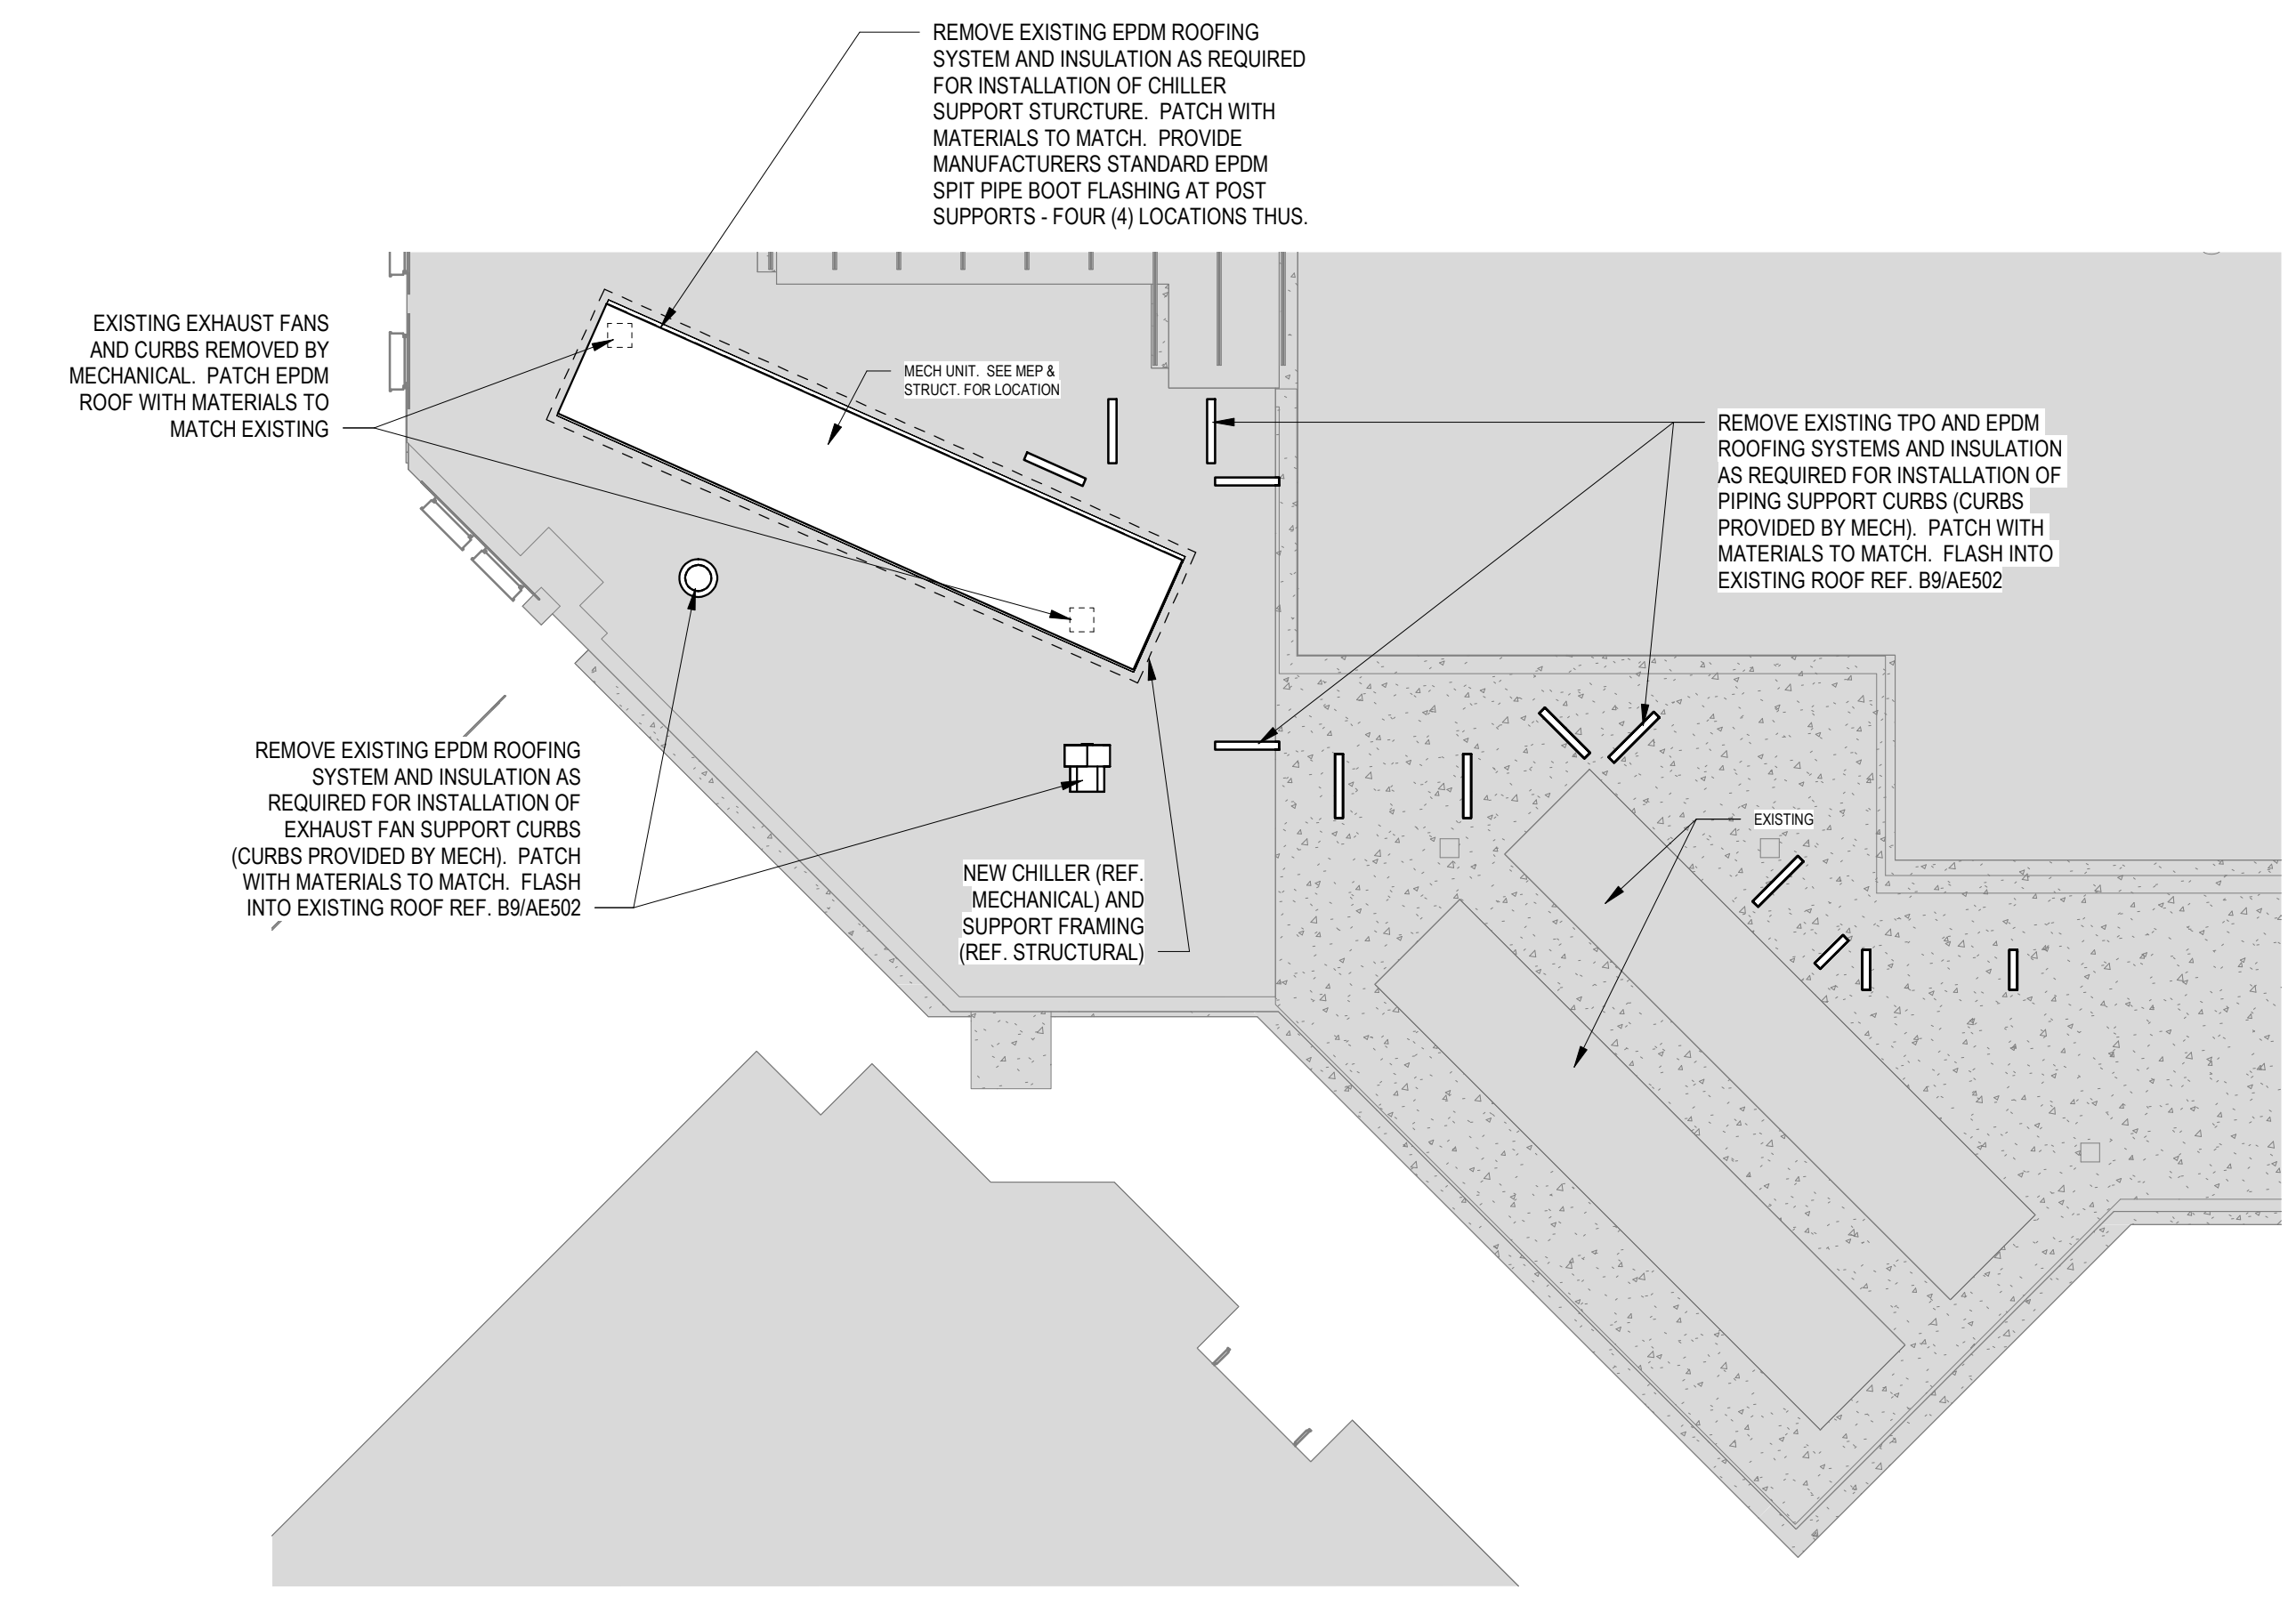 REMOVE EXISTING EPDM ROOFING
SYSTEM AND INSULATION AS REQUIRED
FOR INSTALLATION OF CHILLER
SUPPORT STURCTURE.  PATCH WITH
MATERIALS TO MATCH.  PROVIDE
MANUFACTURERS STANDARD EPDM
SPIT PIPE BOOT FLASHING AT POST
SUPPORTS - FOUR (4) LOCATIONS THUS.
EXISTING EXHAUST FANS
AND CURBS REMOVED BY
MECHANICAL.  PATCH EPDM
ROOF WITH MATERIALS TO
MATCH EXISTING
MECH UNIT.  SEE MEP &
STRUCT. FOR LOCATION
REMOVE EXISTING TPO AND EPDM
ROOFING SYSTEMS AND INSULATION
AS REQUIRED FOR INSTALLATION OF
PIPING SUPPORT CURBS (CURBS
PROVIDED BY MECH).  PATCH WITH
MATERIALS TO MATCH.  FLASH INTO
EXISTING ROOF REF. B9/AE502
REMOVE EXISTING EPDM ROOFING
SYSTEM AND INSULATION AS
REQUIRED FOR INSTALLATION OF
EXHAUST FAN SUPPORT CURBS
(CURBS PROVIDED BY MECH).  PATCH
WITH MATERIALS TO MATCH.  FLASH
INTO EXISTING ROOF REF. B9/AE502
EXISTING
NEW CHILLER (REF.
MECHANICAL) AND
SUPPORT FRAMING
(REF. STRUCTURAL)